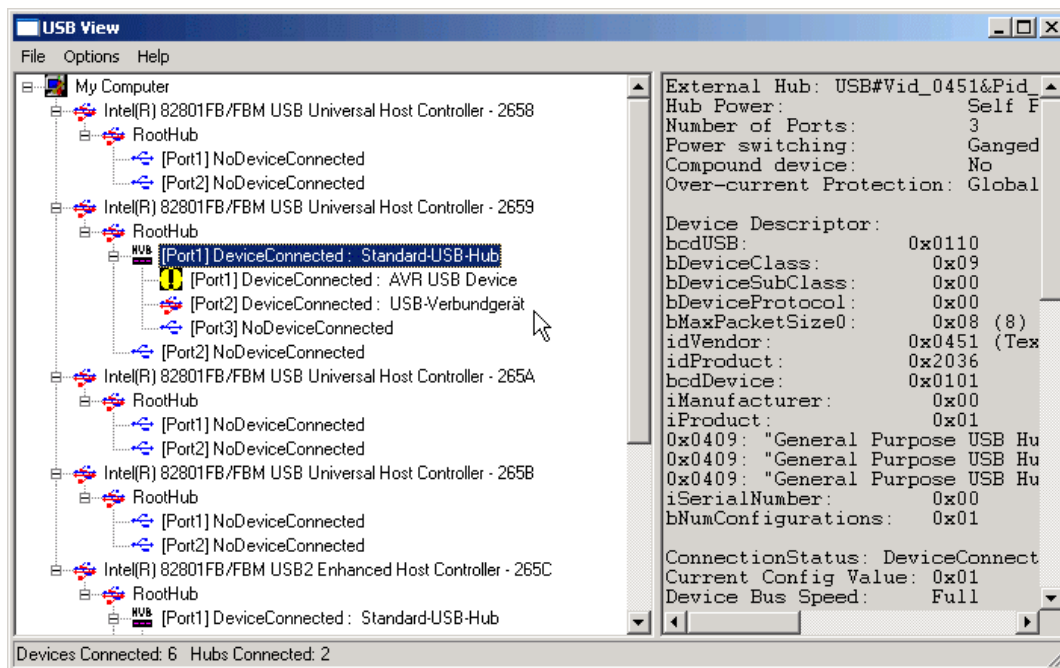 USB View
File Options Help
My Computer
Intel(R) 82801FB/FBM USB Universal Host Controller - 2658
RootHub
[Port1] NoDeviceConnected
[Port2] NoDeviceConnected
Intel(R) 82801FB/FBM USB Universal Host Controller - 2659
RootHub
HUB [Port1] DeviceConnected : Standard-USB-Hub
[Port1] DeviceConnected : AVR USB Device
[Port2] DeviceConnected : USB-Verbundgerät
[Port3] NoDeviceConnected
[Port2] NoDeviceConnected
Intel(R) 82801FB/FBM USB Universal Host Controller - 265A
RootHub
[Port1] NoDeviceConnected
[Port2] NoDeviceConnected
Intel(R) 82801FB/FBM USB Universal Host Controller - 265B
RootHub
[Port1] NoDeviceConnected
[Port2] NoDeviceConnected
Intel(R) 82801FB/FBM USB2 Enhanced Host Controller - 265C
RootHub
HUB [Port1] DeviceConnected : Standard-USB-Hub
External Hub: USB#Vid_0451&Pid_
Hub Power: Self P
Number of Ports: 3
Power switching: Ganged
Compound device: No
Over-current Protection: Global
Device Descriptor:
bcdUSB: 0x0110
bDeviceClass: 0x09
bDeviceSubClass: 0x00
bDeviceProtocol: 0x00
bMaxPacketSize0: 0x08 (8)
idVendor: 0x0451 (Tex
idProduct: 0x2036
bcdDevice: 0x0101
iManufacturer: 0x00
iProduct: 0x01
0x0409: "General Purpose USB Hu
0x0409: "General Purpose USB Hu
0x0409: "General Purpose USB Hu
iSerialNumber: 0x00
bNumConfigurations: 0x01
ConnectionStatus: DeviceConnect
Current Config Value: 0x01
Device Bus Speed: Full
Devices Connected: 6 Hubs Connected: 2